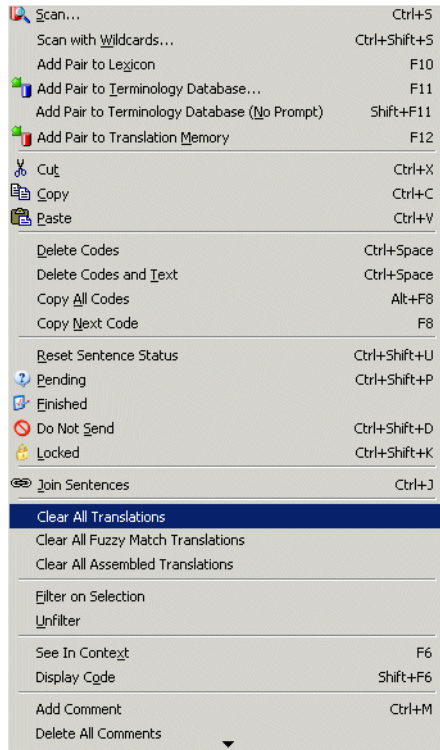 Scan... Ctrl+S
Scan with Wildcards... Ctrl+Shift+S
Add Pair to Lexicon F10
Add Pair to Terminology Database... F11
Add Pair to Terminology Database (No Prompt) Shift+F11
Add Pair to Translation Memory F12
Cut Ctrl+X
Copy Ctrl+C
Paste Ctrl+V
Delete Codes Ctrl+Space
Delete Codes and Text Ctrl+Space
Copy All Codes Alt+F8
Copy Next Code F8
Reset Sentence Status Ctrl+Shift+U
Pending Ctrl+Shift+P
Finished
Do Not Send Ctrl+Shift+D
Locked Ctrl+Shift+K
Join Sentences Ctrl+J
Clear All Translations
Clear All Fuzzy Match Translations
Clear All Assembled Translations
Filter on Selection
Unfilter
See In Context F6
Display Code Shift+F6
Add Comment Ctrl+M
Delete All Comments